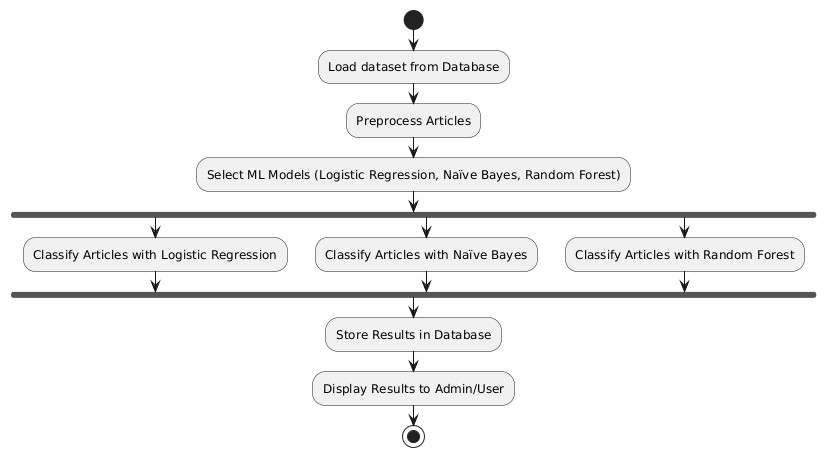 Load dataset from Database
Preprocess Articles
Select ML Models (Logistic Regression, Naïve Bayes, Random Forest)
Classify Articles with Logistic Regression
Classify Articles with Naïve Bayes
Classify Articles with Random Forest
Store Results in Database
Display Results to Admin/User